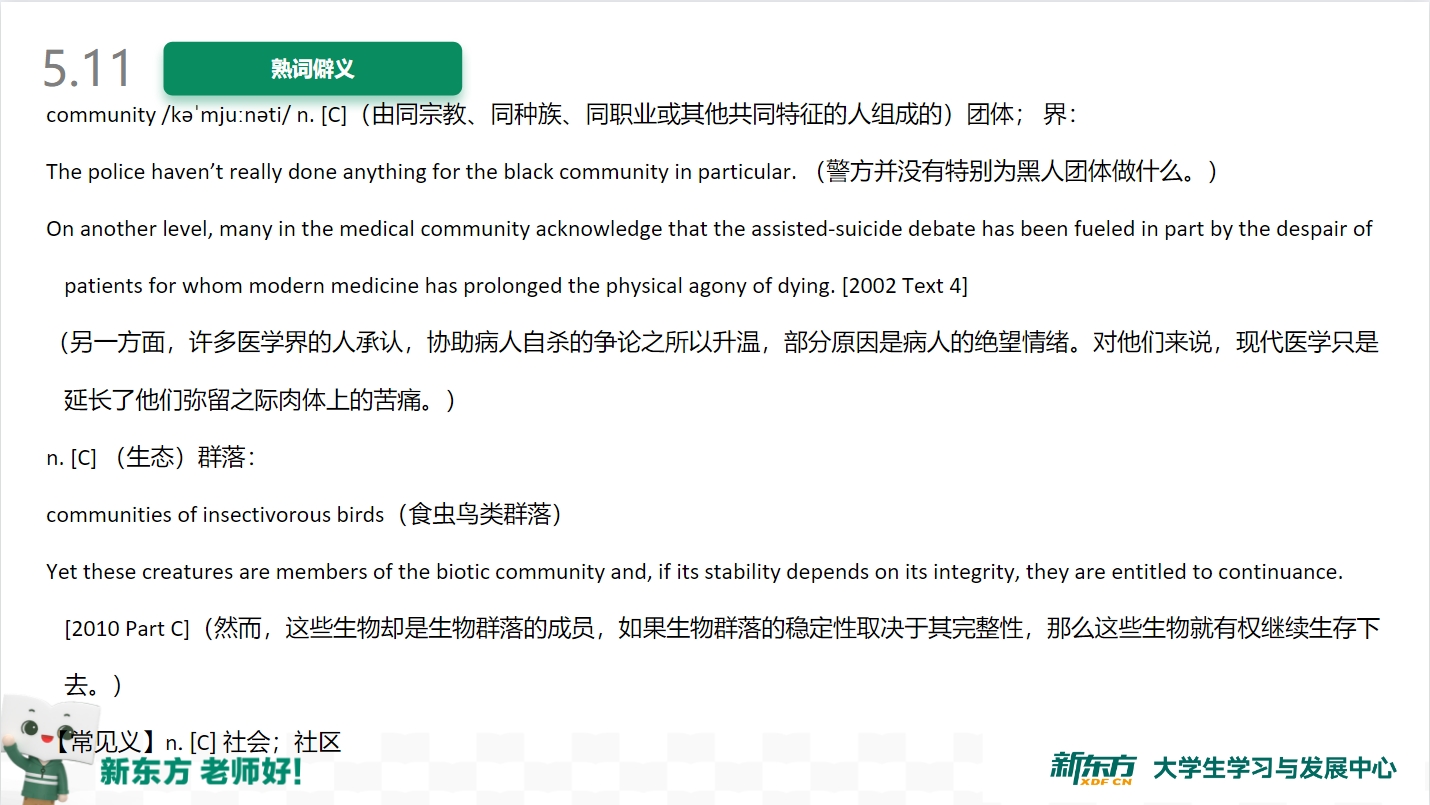 5.11
熟词僻义
community /kəˈmjuːnəti/ n. [C]（由同宗教、同种族、同职业或其他共同特征的人组成的）团体； 界：
The police haven’t really done anything for the black community in particular. （警方并没有特别为黑人团体做什么。）
On another level, many in the medical community acknowledge that the assisted-suicide debate has been fueled in part by the despair of
patients for whom modern medicine has prolonged the physical agony of dying. [2002 Text 4]
（另一方面，许多医学界的人承认，协助病人自杀的争论之所以升温，部分原因是病人的绝望情绪。对他们来说，现代医学只是
延长了他们弥留之际肉体上的苦痛。）
n. [C] （生态）群落：
communities of insectivorous birds（食虫鸟类群落）
Yet these creatures are members of the biotic community and, if its stability depends on its integrity, they are entitled to continuance.
[2010 Part C]（然而，这些生物却是生物群落的成员，如果生物群落的稳定性取决于其完整性，那么这些生物就有权继续生存下
去。）
【常见义】n. [C] 社会；社区
新东方 老师好！
新东方 XDF.CN 大学生学习与发展中心